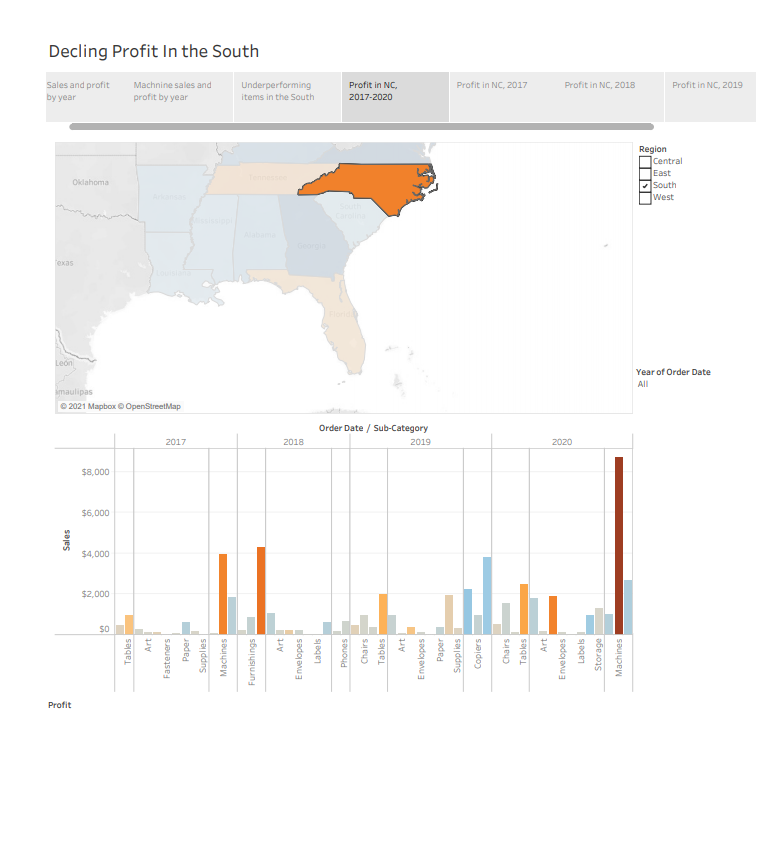 Decling Profit In the South
Sales and profit
by year
Machnine sales and
profit by year
Underperforming
items in the South
Profit in NC,
2017-2020
Profit in NC, 2017
Profit in NC, 2018
Profit in NC, 2019
Region
Central
East
South
West
Oklahoma
Tennessee
South
Carolina
Mississippi
Alabama
Georgia
Louisiana
exas
Florida
León
imaulipas
© 2021 Mapbox © OpenStreetMap
Year of Order Date
All
Order Date / Sub-Category
2017
2018
2019
2020
Sales
$8,000
$6,000
$4,000
$2,000
$0
Tables
Art
Fasteners
Paper
Supplies
Machines
Furnishings
Art
Envelopes
Labels
Phones
Chairs
Tables
Art
Envelopes
Paper
Supplies
Copiers
Chairs
Tables
Art
Envelopes
Labels
Storage
Machines
Profit